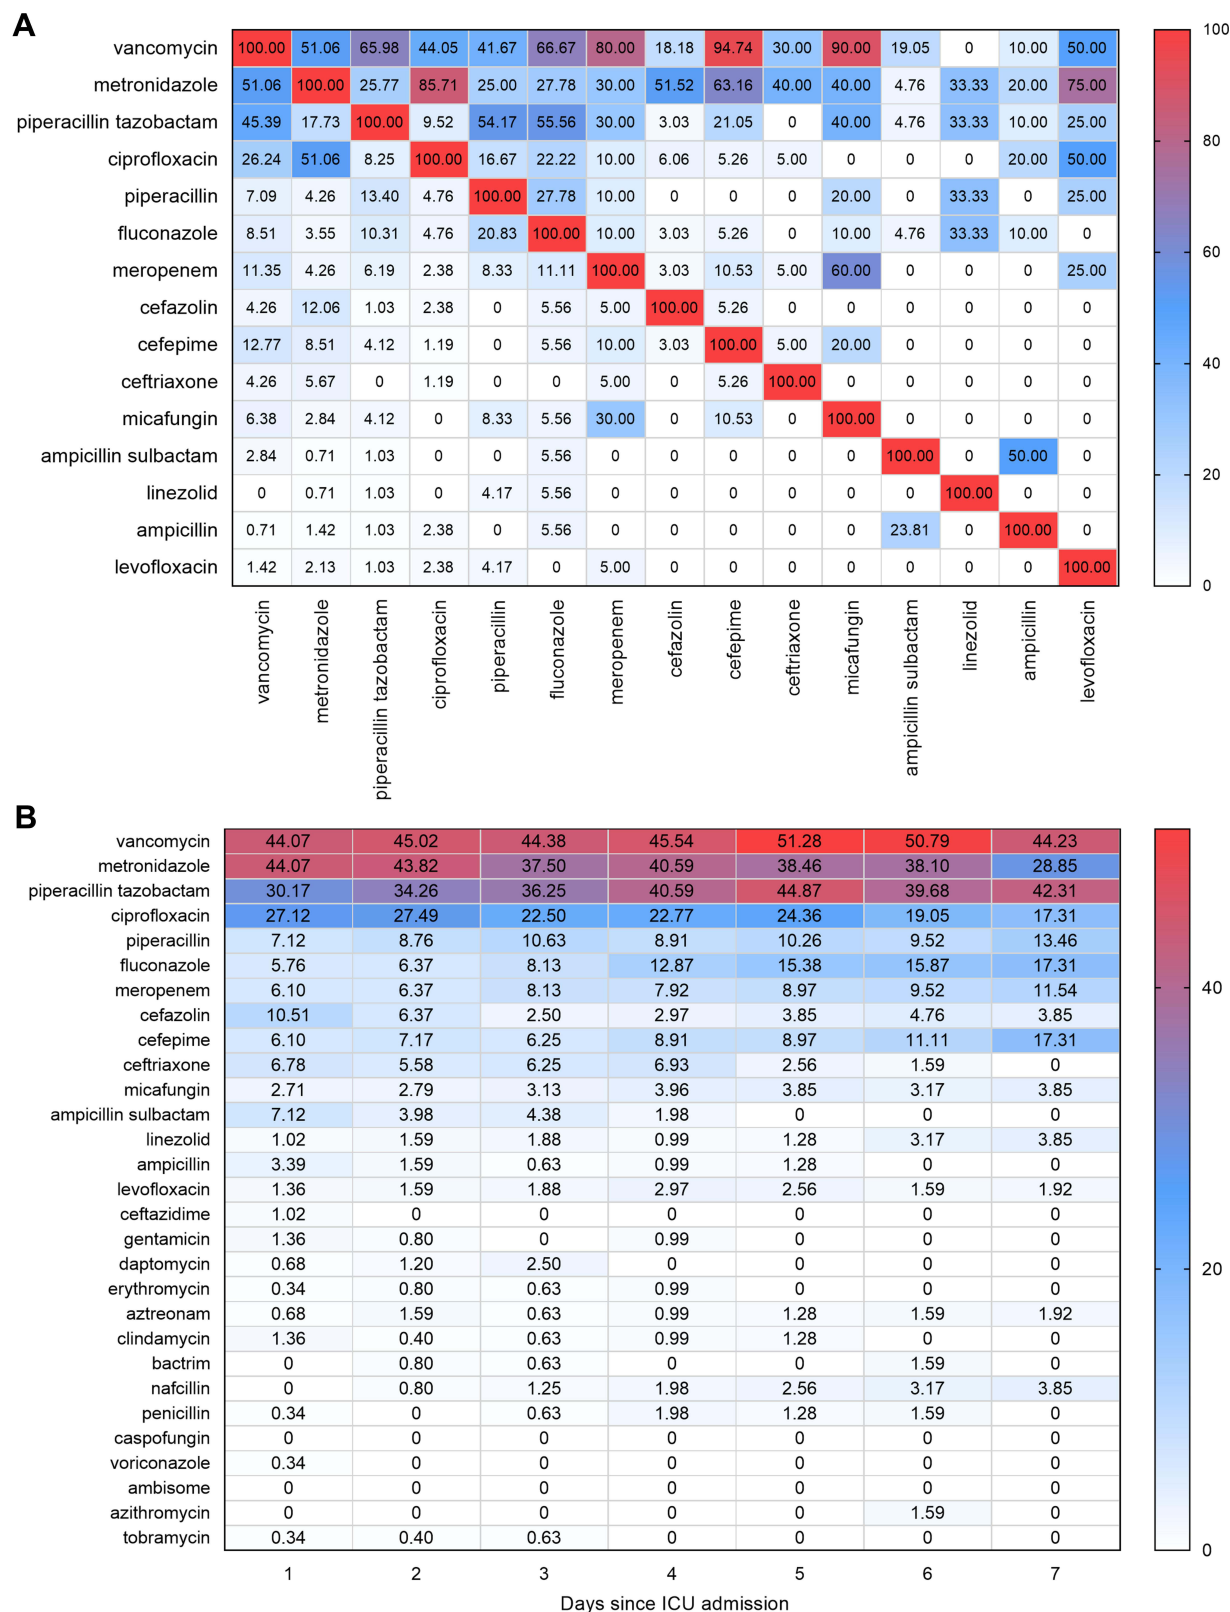 A
vancomycin 100.00 51.06 65.98 44.05 41.67 66.67 80.00 18.18 94.74 30.00 90.00 19.05 0 10.00 50.00
metronidazole 51.06 100.00 25.77 85.71 25.00 27.78 30.00 51.52 63.16 40.00 40.00 4.76 33.33 20.00 75.00
piperacillin tazobactam 45.39 17.73 100.00 9.52 54.17 55.56 30.00 3.03 21.05 0 40.00 4.76 33.33 10.00 25.00
ciprofloxacin 26.24 51.06 8.25 100.00 16.67 22.22 10.00 6.06 5.26 5.00 0 0 0 20.00 50.00
piperacillin 7.09 4.26 13.40 4.76 100.00 27.78 10.00 0 0 0 20.00 0 33.33 0 25.00
fluconazole 8.51 3.55 10.31 4.76 20.83 100.00 10.00 3.03 5.26 0 10.00 4.76 33.33 10.00 0
meropenem 11.35 4.26 6.19 2.38 8.33 11.11 100.00 3.03 10.53 5.00 60.00 0 0 0 25.00
cefazolin 4.26 12.06 1.03 2.38 0 5.56 5.00 100.00 5.26 0 0 0 0 0 0
cefepime 12.77 8.51 4.12 1.19 0 5.56 10.00 3.03 100.00 5.00 20.00 0 0 0 0
ceftriaxone 4.26 5.67 0 1.19 0 0 5.00 0 5.26 100.00 0 0 0 0 0
micafungin 6.38 2.84 4.12 0 8.33 5.56 30.00 0 10.53 0 100.00 0 0 0 0
ampicillin sulbactam 2.84 0.71 1.03 0 0 5.56 0 0 0 0 0 100.00 0 50.00 0
linezolid 0 0.71 1.03 0 4.17 5.56 0 0 0 0 0 0 100.00 0 0
ampicillin 0.71 1.42 1.03 2.38 0 5.56 0 0 0 0 0 23.81 0 100.00 0
levofloxacin 1.42 2.13 1.03 2.38 4.17 0 5.00 0 0 0 0 0 0 0 100.00
vancomycin
metronidazole
piperacillin tazobactam
ciprofloxacin
piperacillin
fluconazole
meropenem
cefazolin
cefepime
ceftriaxone
micafungin
ampicillin sulbactam
linezolid
ampicillin
levofloxacin
100
80
60
40
20
0
B
vancomycin 44.07 45.02 44.38 45.54 51.28 50.79 44.23
metronidazole 44.07 43.82 37.50 40.59 38.46 38.10 28.85
piperacillin tazobactam 30.17 34.26 36.25 40.59 44.87 39.68 42.31
ciprofloxacin 27.12 27.49 22.50 22.77 24.36 19.05 17.31
piperacillin 7.12 8.76 10.63 8.91 10.26 9.52 13.46
fluconazole 5.76 6.37 8.13 12.87 15.38 15.87 17.31
meropenem 6.10 6.37 8.13 7.92 8.97 9.52 11.54
cefazolin 10.51 6.37 2.50 2.97 3.85 4.76 3.85
cefepime 6.10 7.17 6.25 8.91 8.97 11.11 17.31
ceftriaxone 6.78 5.58 6.25 6.93 2.56 1.59 0
micafungin 2.71 2.79 3.13 3.96 3.85 3.17 3.85
ampicillin sulbactam 7.12 3.98 4.38 1.98 0 0 0
linezolid 1.02 1.59 1.88 0.99 1.28 3.17 3.85
ampicillin 3.39 1.59 0.63 0.99 1.28 0 0
levofloxacin 1.36 1.59 1.88 2.97 2.56 1.59 1.92
ceftazidime 1.02 0 0 0 0 0 0
gentamicin 1.36 0.80 0 0.99 0 0 0
daptomycin 0.68 1.20 2.50 0 0 0 0
erythromycin 0.34 0.80 0.63 0.99 0 0 0
aztreonam 0.68 1.59 0.63 0.99 1.28 1.59 1.92
clindamycin 1.36 0.40 0.63 0.99 1.28 0 0
bactrim 0 0.80 0.63 0 0 1.59 0
nafcillin 0 0.80 1.25 1.98 2.56 3.17 3.85
penicillin 0.34 0 0.63 1.98 1.28 1.59 0
caspofungin 0 0 0 0 0 0 0
voriconazole 0.34 0 0 0 0 0 0
ambisome 0 0 0 0 0 0 0
azithromycin 0 0 0 0 0 1.59 0
tobramycin 0.34 0.40 0.63 0 0 0 0
1 2 3 4 5 6 7
Days since ICU admission
40
20
0